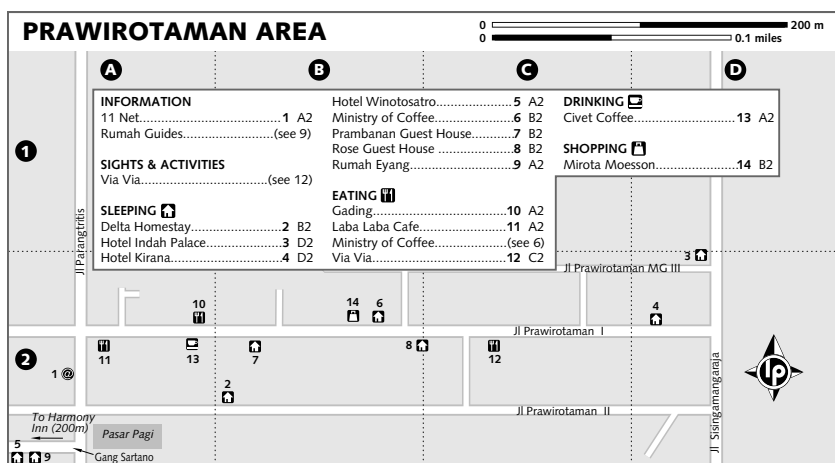 PRAWIROTAMAN AREA
0 200 m
0 0.1 miles
A B C D
INFORMATION
11 Net....................................1 A2
Rumah Guides.................(see 9)
SIGHTS & ACTIVITIES
Via Via..............................(see 12)
SLEEPING
Delta Homestay....................2 B2
Hotel Indah Palace...............3 D2
Hotel Kirana.........................4 D2
Hotel Winotosatro................5 A2
Ministry of Coffee.................6 B2
Prambanan Guest House.......7 B2
Rose Guest House ................8 B2
Rumah Eyang.......................9 A2
EATING
Gading...............................10 A2
Laba Laba Cafe...................11 A2
Ministry of Coffee..............(see 6)
Via Via...............................12 C2
DRINKING
Civet Coffee........................13 A2
SHOPPING
Mirota Moesson..................14 B2
1
Jl Parangtritis
3
Jl Prawirotaman MG III
10
14 6
4
Jl Prawirotaman I
2
11
13
7
8
12
1 @
2
lp
Jl Sisingamangaraja
Jl Prawirotaman II
To Harmony
Inn (200m)
Pasar Pagi
5
9
Gang Sartano